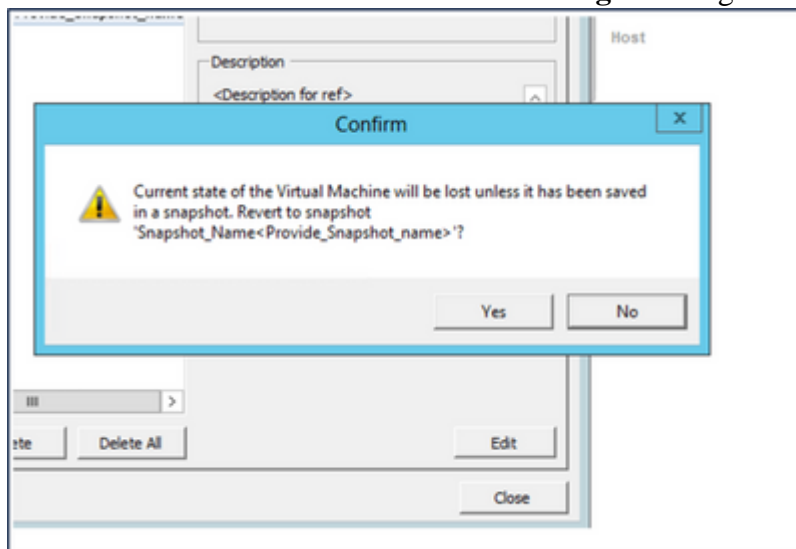 Host
Description
<Description for ref>
Confirm
x
Current state of the Virtual Machine will be lost unless it has been saved
in a snapshot. Revert to snapshot
'Snapshot_Name<Provide_Snapshot_name>'?
Yes
No
Delete All
Edit
Close